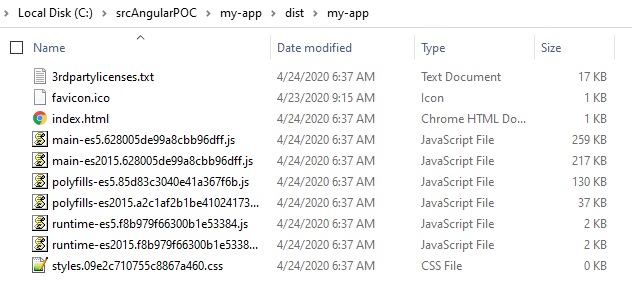 Local Disk (C:) > srcAngularPOC > my-app > dist > my-app
Name Date modified Type Size
3rdpartylicenses.txt 4/24/2020 6:37 AM Text Document 17 KB
favicon.ico 4/23/2020 9:15 AM Icon 1 KB
index.html 4/24/2020 6:37 AM Chrome HTML Do... 1 KB
main-es5.628005de99a8cbb96dff.js 4/24/2020 6:37 AM JavaScript File 259 KB
main-es2015.628005de99a8cbb96dff.js 4/24/2020 6:37 AM JavaScript File 217 KB
polyfills-es5.85d83c3040e41a367f6b.js 4/24/2020 6:37 AM JavaScript File 130 KB
polyfills-es2015.a2c1af2b1be41024173... 4/24/2020 6:37 AM JavaScript File 37 KB
runtime-es5.f8b979f66300b1e53384.js 4/24/2020 6:37 AM JavaScript File 2 KB
runtime-es2015.f8b979f66300b1e5338... 4/24/2020 6:37 AM JavaScript File 2 KB
styles.09e2c710755c8867a460.css 4/24/2020 6:37 AM CSS File 0 KB